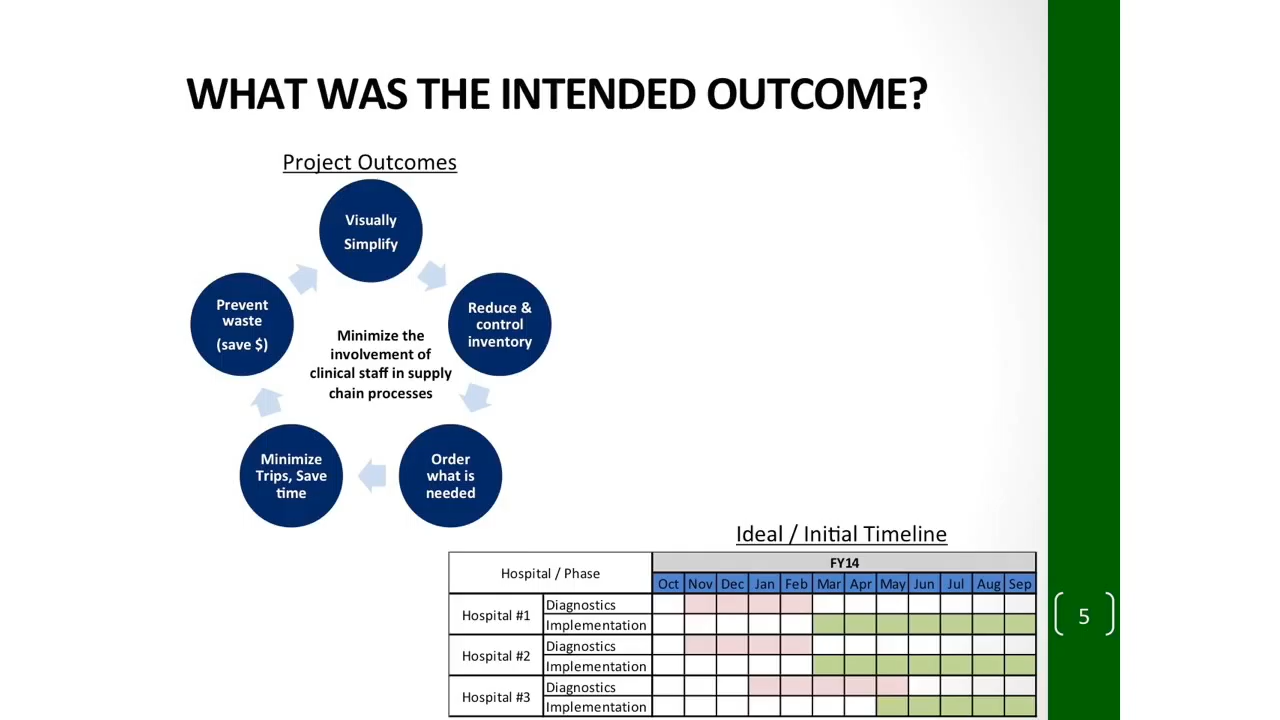 WHAT WAS THE INTENDED OUTCOME?
Project Outcomes
Visually
Simplify
Reduce &
control
inventory
Order
what is
needed
Minimize
Trips, Save
time
Prevent
waste
(save $)
Minimize the
involvement of
clinical staff in supply
chain processes
Ideal / Initial Timeline
Hospital / Phase
FY14
Oct Nov Dec Jan Feb Mar Apr May Jun Jul Aug Sep
Hospital #1
Diagnostics
Implementation
Hospital #2
Diagnostics
Implementation
Hospital #3
Diagnostics
Implementation
5